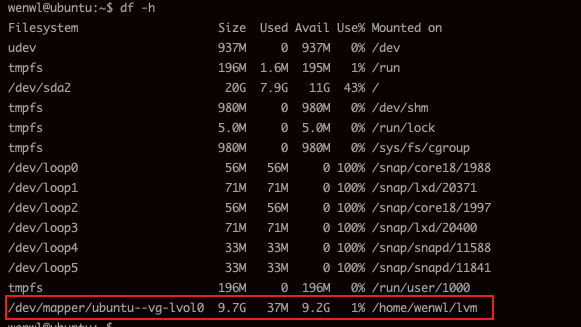 wenwl@ubuntu:~$ df -h
Filesystem Size Used Avail Use% Mounted on
udev 937M 0 937M 0% /dev
tmpfs 196M 1.6M 195M 1% /run
/dev/sda2 20G 7.9G 11G 43% /
tmpfs 980M 0 980M 0% /dev/shm
tmpfs 5.0M 0 5.0M 0% /run/lock
tmpfs 980M 0 980M 0% /sys/fs/cgroup
/dev/loop0 56M 56M 0 100% /snap/core18/1988
/dev/loop1 71M 71M 0 100% /snap/lxd/20371
/dev/loop2 56M 56M 0 100% /snap/core18/1997
/dev/loop3 71M 71M 0 100% /snap/lxd/20400
/dev/loop4 33M 33M 0 100% /snap/snapd/11588
/dev/loop5 33M 33M 0 100% /snap/snapd/11841
tmpfs 196M 0 196M 0% /run/user/1000
/dev/mapper/ubuntu--vg-lvol0 9.7G 37M 9.2G 1% /home/wenwl/lvm
wenwl@ubuntu:~$